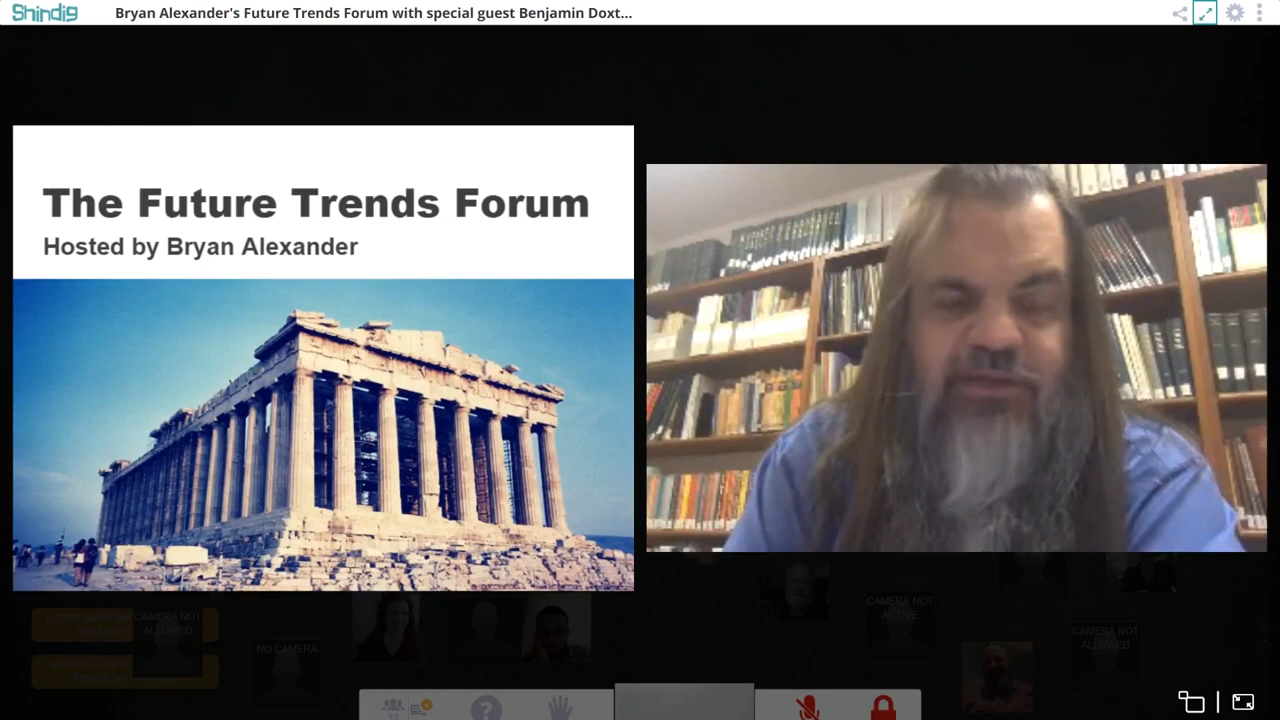 Shindig
Bryan Alexander's Future Trends Forum with special guest Benjamin Doxt...
The Future Trends Forum
Hosted by Bryan Alexander
CAMERA NOT
ALLOWED
NO CAMERA
CAMERA NOT
ACTIVE
CAMERA NOT
ALLOWED